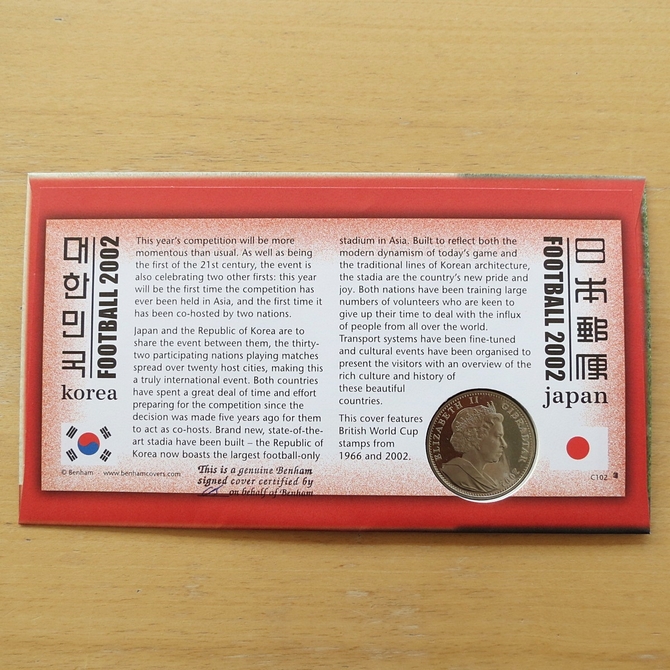 대한민국
FOOTBALL 2002
korea
This year's competition will be more
momentous than usual. As well as being
the first of the 21st century, the event is
also celebrating two other firsts: this year
will be the first time the competition has
ever been held in Asia, and the first time it
has been co-hosted by two nations.
Japan and the Republic of Korea are to
share the event between them, the thirty-
two participating nations playing matches
spread over twenty host cities, making this
a truly international event. Both countries
have spent a great deal of time and effort
preparing for the competition since the
decision was made five years ago for them
to act as co-hosts. Brand new, state-of-the-
art stadia have been built – the Republic of
Korea now boasts the largest football-only
stadium in Asia. Built to reflect both the
modern dynamism of today's game and
the traditional lines of Korean architecture,
the stadia are the country's new pride and
joy. Both nations have been training large
numbers of volunteers who are keen to
give up their time to deal with the influx
of people from all over the world.
Transport systems have been fine-tuned
and cultural events have been organised to
present the visitors with an overview of the
rich culture and history of
these beautiful
countries.
This cover features
British World Cup
stamps from
1966 and 2002.
ELIZABETH II GIBRALTAR 2002
日本郵便
FOOTBALL 2002
japan
© Benham www.benhamcovers.com
This is a genuine Benham
signed cover certified by
on behalf of Benham
C102